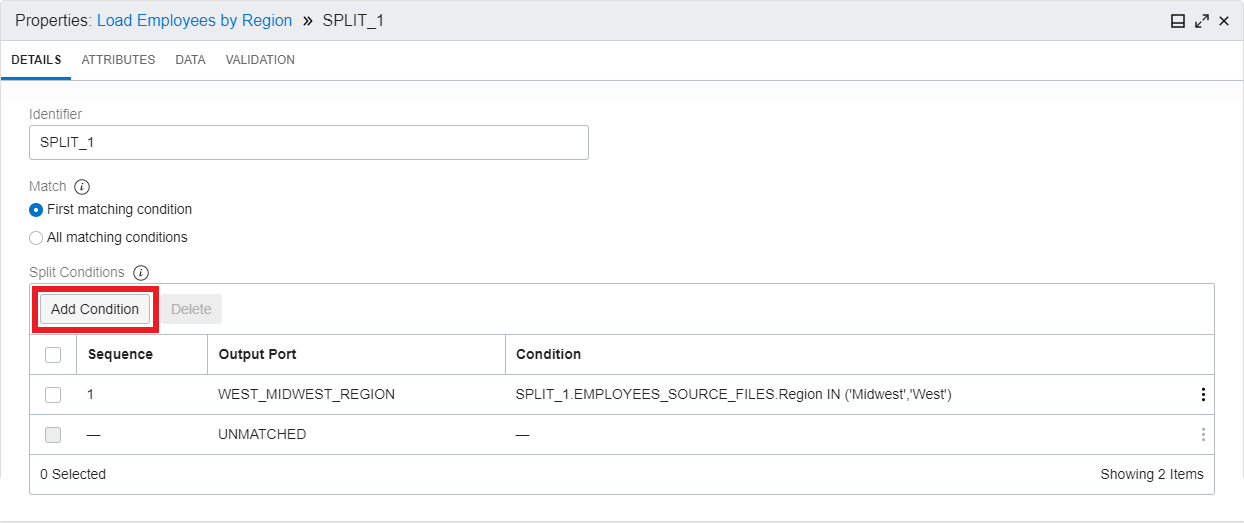 Properties: Load Employees by Region » SPLIT_1
DETAILS ATTRIBUTES DATA VALIDATION
Identifier
SPLIT_1
Match i
First matching condition
All matching conditions
Split Conditions i
Add Condition Delete
Sequence Output Port Condition
1 WEST_MIDWEST_REGION SPLIT_1.EMPLOYEES_SOURCE_FILES.Region IN ('Midwest','West')
— UNMATCHED —
0 Selected Showing 2 Items